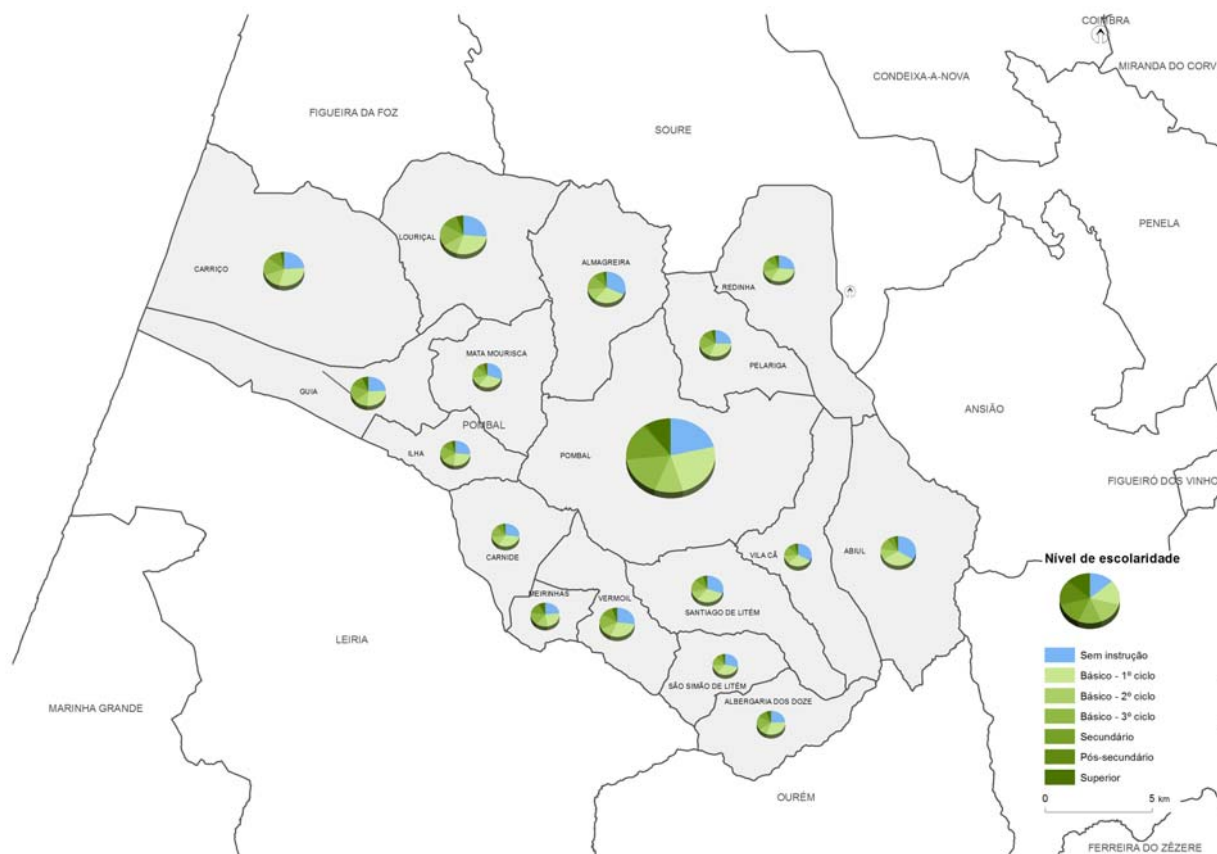 COIMBRA
MIRANDA DO CORV
CONDEIXA-A-NOVA
FIGUEIRA DA FOZ
SOURE
PENELA
LOURIÇAL
ALMAGREIRA
CARRIÇO
REDINHA
MATA MOURISCA
PELARIGA
GUIA
ANSIÃO
POMBAL
ILHA
POMBAL
FIGUEIRÓ DOS VINHO
CARNIDE
VILA CÃ
ABIUL
MEIRINHAS
VERMOIL
SANTIAGO DE LITÉM
LEIRIA
SÃO SIMÃO DE LITÉM
ALBERGARIA DOS DOZE
MARINHA GRANDE
OURÉM
Nível de escolaridade
Sem instrução
Básico - 1º ciclo
Básico - 2º ciclo
Básico - 3º ciclo
Secundário
Pós-secundário
Superior
0 5 km
FERREIRA DO ZÊZERE